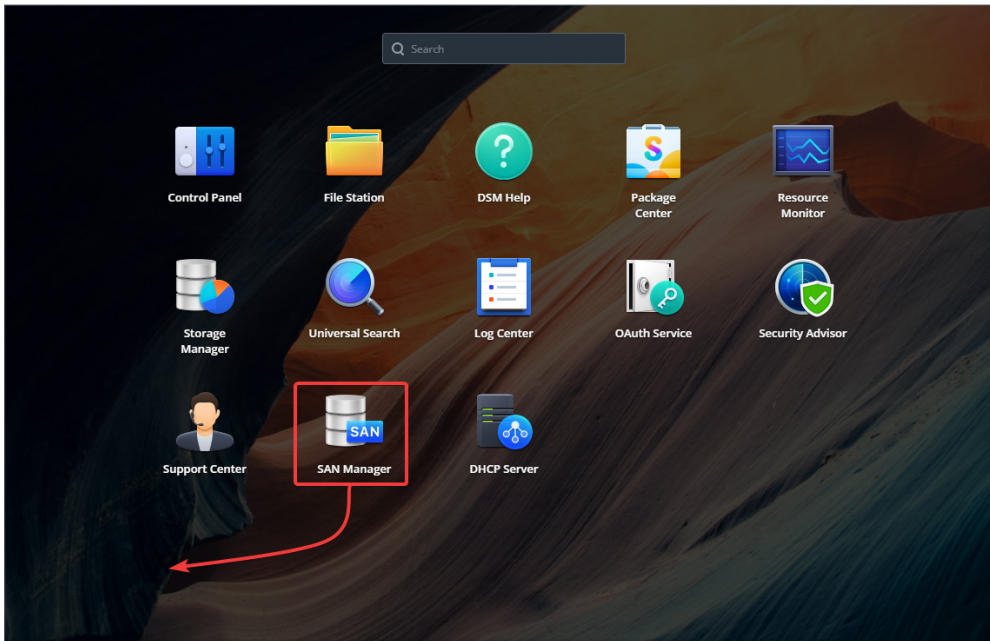 Search
Control Panel
File Station
DSM Help
Package
Center
Resource
Monitor
Storage
Manager
Universal Search
Log Center
OAuth Service
Security Advisor
Support Center
SAN
SAN Manager
DHCP Server